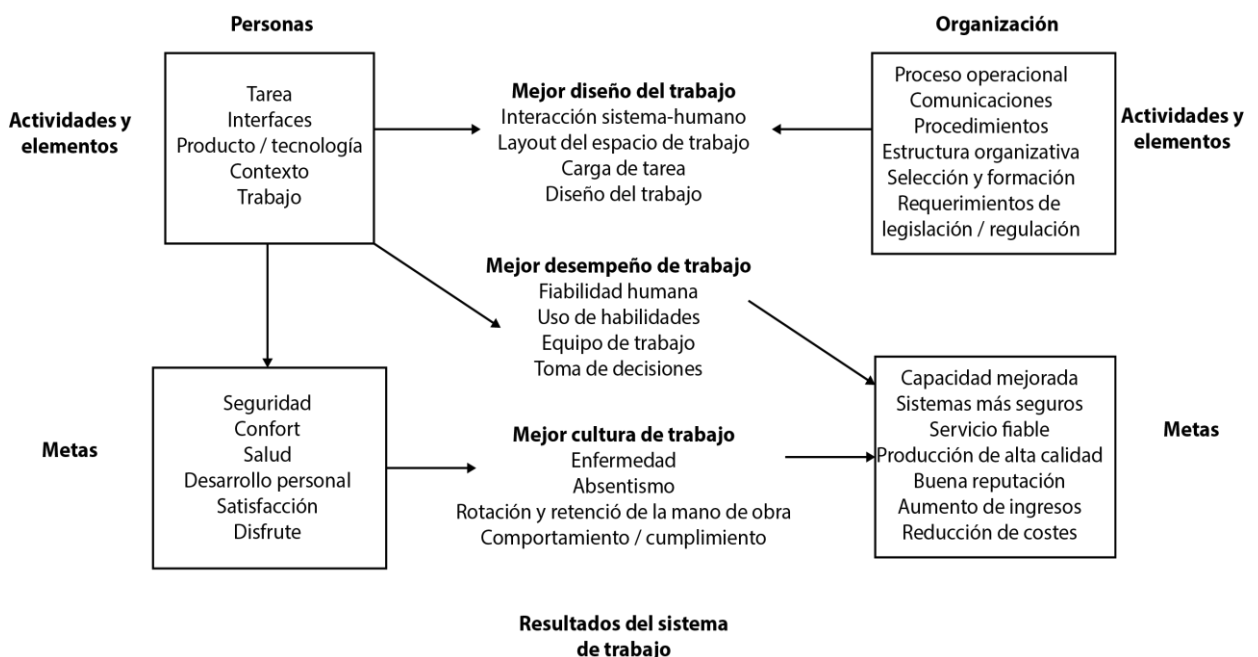 Personas
Organización
Actividades y
elementos
Tarea
Interfaces
Producto / tecnología
Contexto
Trabajo
Mejor diseño del trabajo
Interacción sistema-humano
Layout del espacio de trabajo
Carga de tarea
Diseño del trabajo
Proceso operacional
Comunicaciones
Procedimientos
Estructura organizativa
Selección y formación
Requerimientos de
legislación / regulación
Actividades y
elementos
Mejor desempeño de trabajo
Fiabilidad humana
Uso de habilidades
Equipo de trabajo
Toma de decisiones
Metas
Seguridad
Confort
Salud
Desarrollo personal
Satisfacción
Disfrute
Mejor cultura de trabajo
Enfermedad
Absentismo
Rotación y retenció de la mano de obra
Comportamiento / cumplimiento
Capacidad mejorada
Sistemas más seguros
Servicio fiable
Producción de alta calidad
Buena reputación
Aumento de ingresos
Reducción de costes
Metas
Resultados del sistema
de trabajo